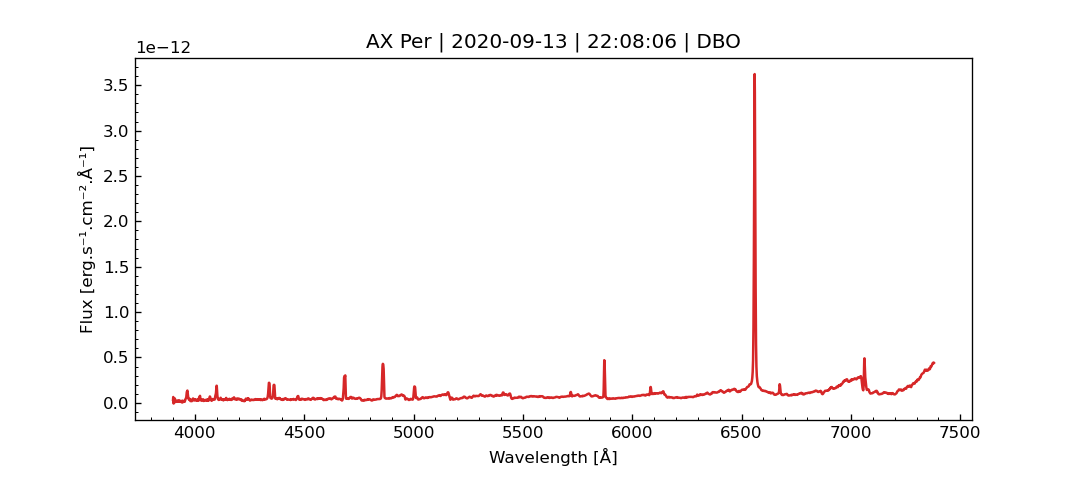 AX Per | 2020-09-13 | 22:08:06 | DBO
1e−12
3.5
3.0
2.5
2.0
1.5
1.0
0.5
0.0
Flux [erg.s⁻¹.cm⁻².Å⁻¹]
4000 4500 5000 5500 6000 6500 7000 7500
Wavelength [Å]